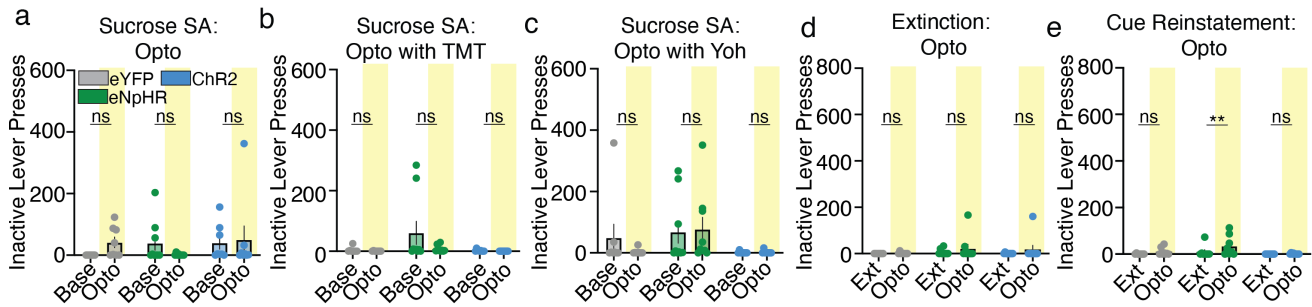 a
Sucrose SA:
Opto
Inactive Lever Presses
600
400
200
0
eYFP
ChR2
eNpHR
ns
ns
ns
Base
Opto
Base
Opto
Base
Opto
b
Sucrose SA:
Opto with TMT
Inactive Lever Presses
600
400
200
0
ns
ns
ns
Base
Opto
Base
Opto
Base
Opto
c
Sucrose SA:
Opto with Yoh
Inactive Lever Presses
600
400
200
0
ns
ns
ns
Base
Opto
Base
Opto
Base
Opto
d
Extinction:
Opto
Inactive Lever Presses
800
600
400
200
0
ns
ns
ns
Ext
Opto
Ext
Opto
Ext
Opto
e
Cue Reinstatement:
Opto
Inactive Lever Presses
800
600
400
200
0
ns
**
ns
Ext
Opto
Ext
Opto
Ext
Opto